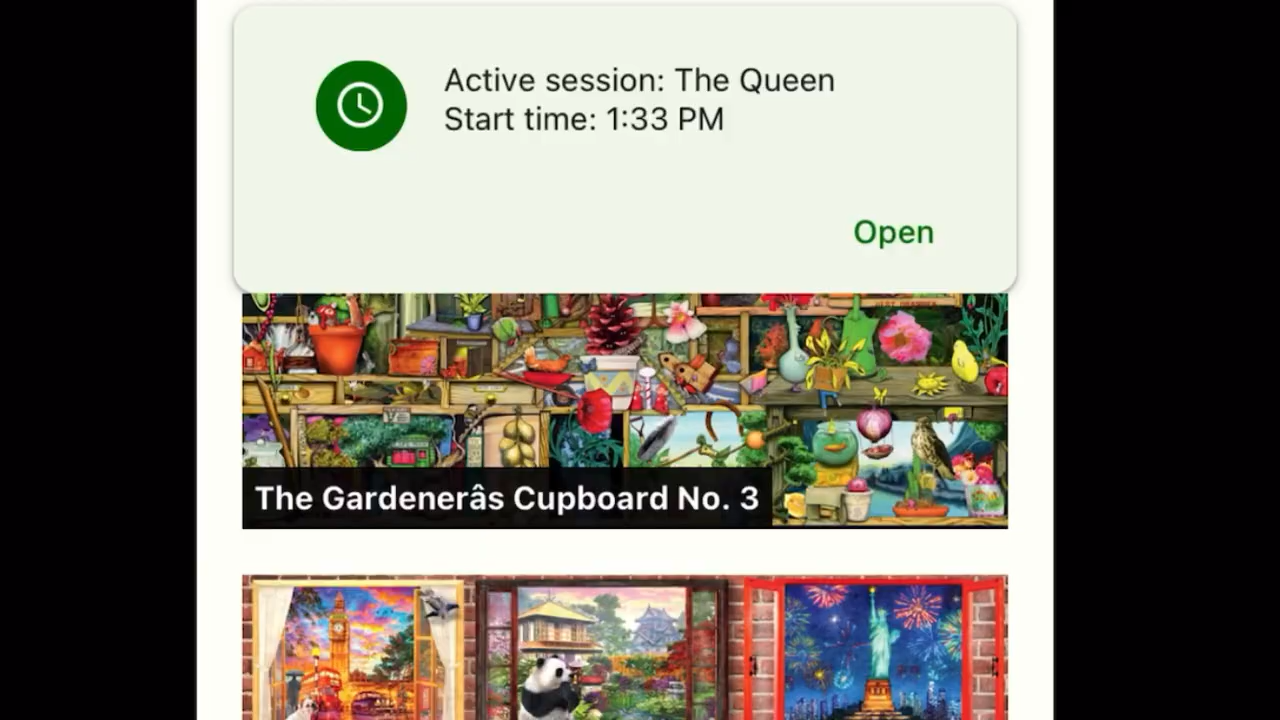 Active session: The Queen
Start time: 1:33 PM
Open
The Gardenerâs Cupboard No. 3